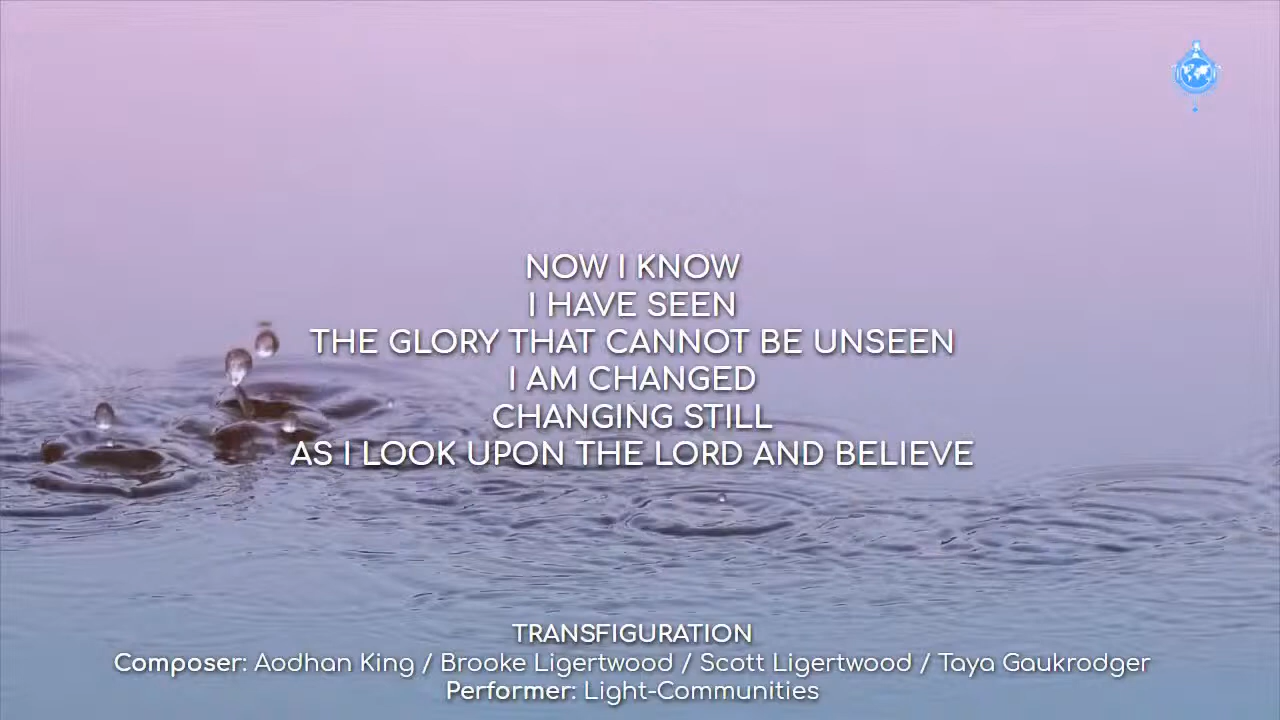 NOW I KNOW
I HAVE SEEN
THE GLORY THAT CANNOT BE UNSEEN
I AM CHANGED
CHANGING STILL
AS I LOOK UPON THE LORD AND BELIEVE
TRANSFIGURATION
Composer: Aodhan King / Brooke Ligertwood / Scott Ligertwood / Taya Gaukrodger
Performer: Light-Communities